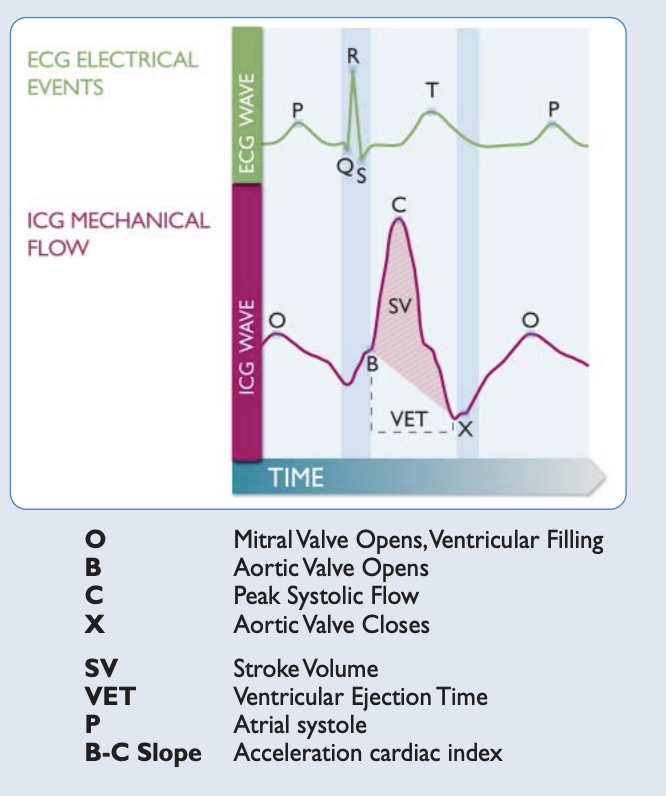 ECG ELECTRICAL
EVENTS
ECG WAVE
P
R
Q
S
T
P
ICG MECHANICAL
FLOW
ICG WAVE
O
C
SV
B
VET
X
O
TIME
O Mitral Valve Opens, Ventricular Filling
B Aortic Valve Opens
C Peak Systolic Flow
X Aortic Valve Closes
SV Stroke Volume
VET Ventricular Ejection Time
P Atrial systole
B-C Slope Acceleration cardiac index